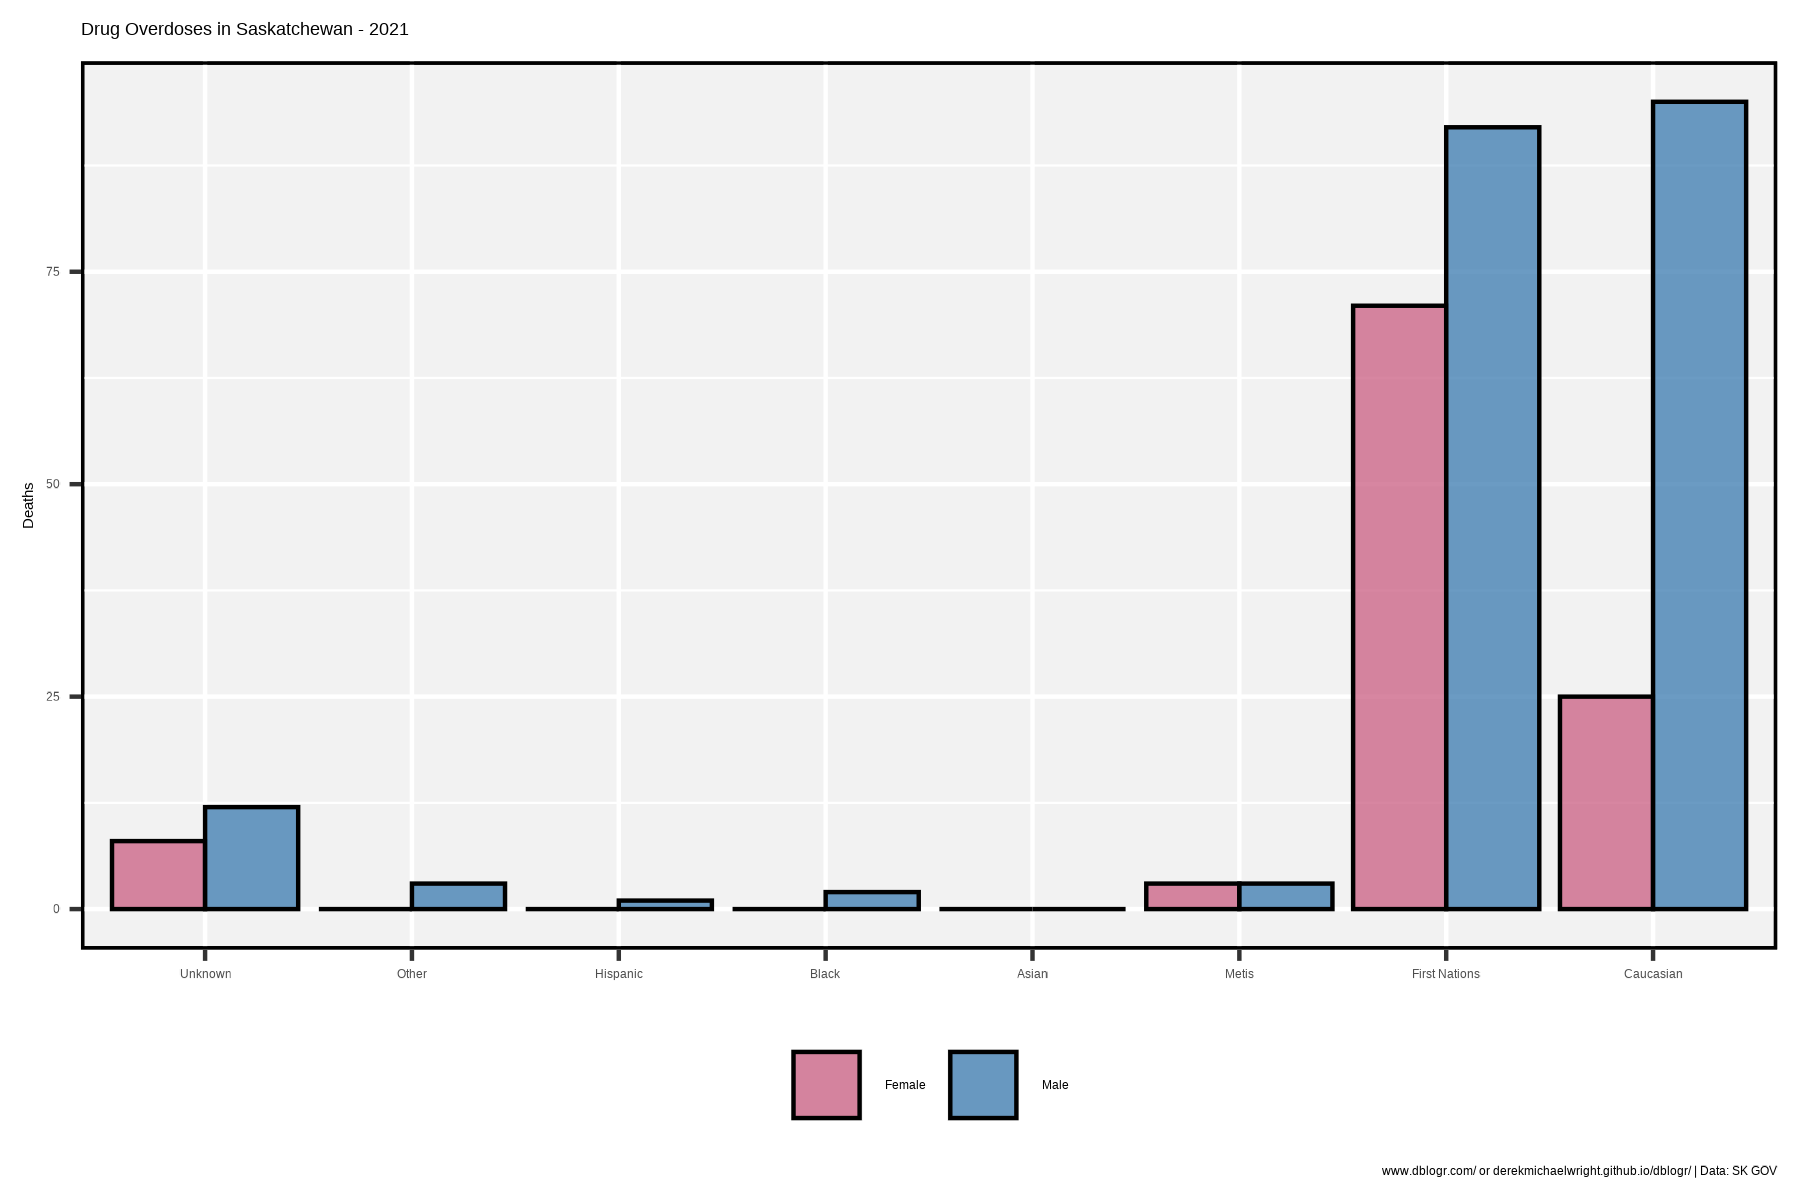 Drug Overdoses in Saskatchewan - 2021
Deaths
75
50
25
0
Unknown
Other
Hispanic
Black
Asian
Metis
First Nations
Caucasian
Female
Male
www.dblogr.com/ or derekmichaelwright.github.io/dblogr/ | Data: SK GOV